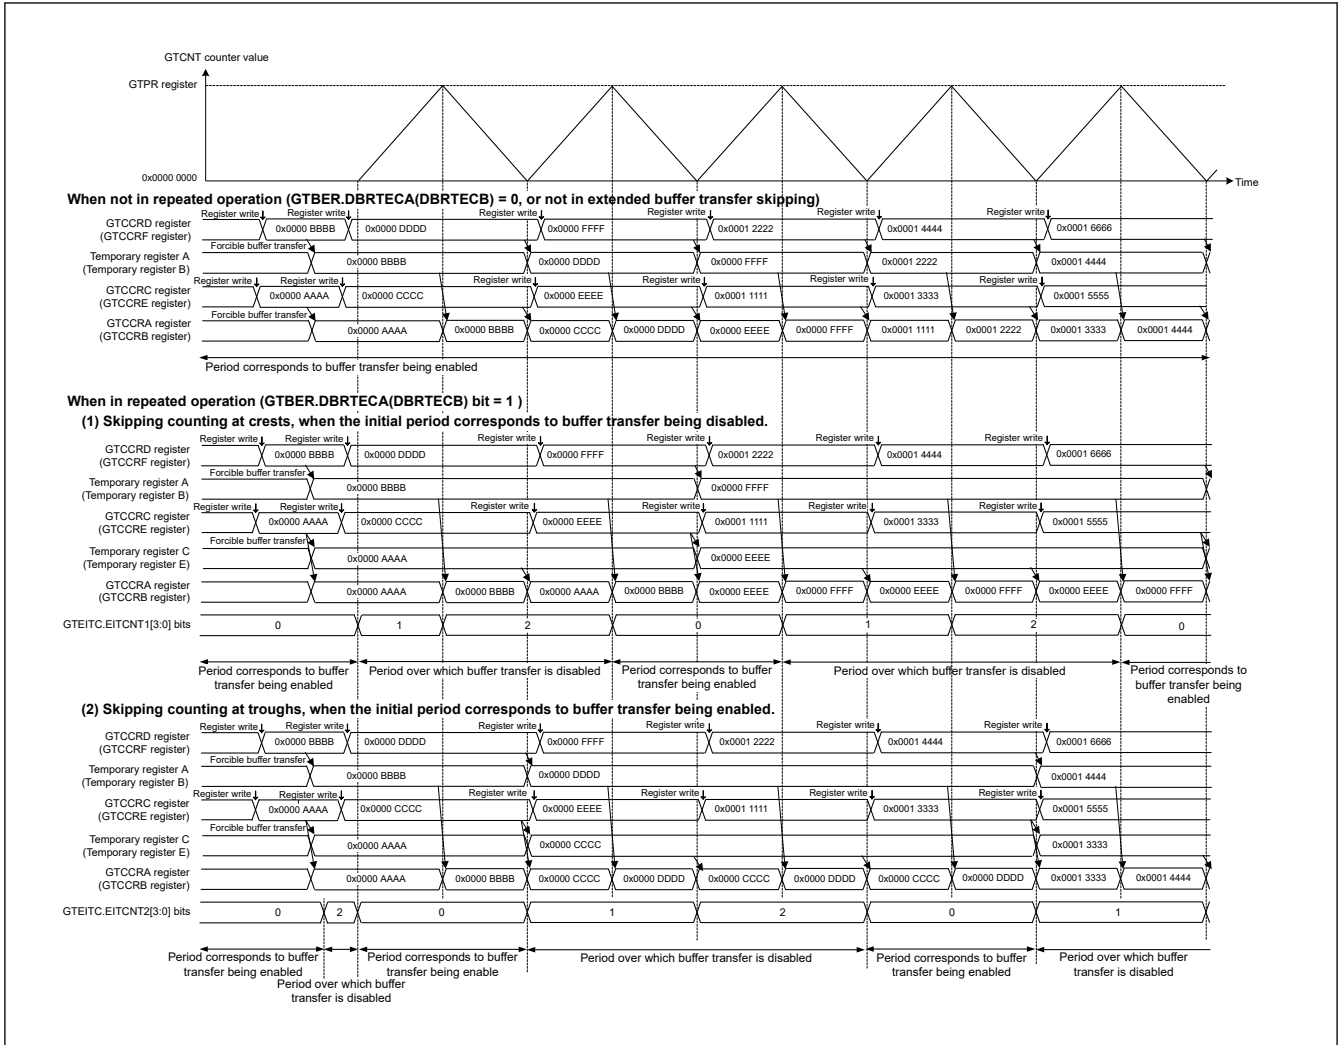 GTCNT counter value
GTPR register
0x0000 0000
Time
When not in repeated operation (GTBER.DBRTECA(DBRTECB) = 0, or not in extended buffer transfer skipping)
Register write Register write Register write Register write Register write Register write
GTCCRD register
(GTCCRF register)
0x0000 BBBB 0x0000 DDDD 0x0000 FFFF 0x0001 2222 0x0001 4444 0x0001 6666
Forcible buffer transfer
Temporary register A
(Temporary register B)
0x0000 BBBB 0x0000 DDDD 0x0000 FFFF 0x0001 2222 0x0001 4444
Register write Register write Register write Register write Register write Register write
GTCCRC register
(GTCCRE register)
0x0000 AAAA 0x0000 CCCC 0x0000 EEEE 0x0001 1111 0x0001 3333 0x0001 5555
Forcible buffer transfer
GTCCRA register
(GTCCRB register)
0x0000 AAAA 0x0000 BBBB 0x0000 CCCC 0x0000 DDDD 0x0000 EEEE 0x0000 FFFF 0x0001 1111 0x0001 2222 0x0001 3333 0x0001 4444
Period corresponds to buffer transfer being enabled
When in repeated operation (GTBER.DBRTECA(DBRTECB) bit = 1 )
(1) Skipping counting at crests, when the initial period corresponds to buffer transfer being disabled.
Register write Register write Register write Register write Register write Register write
GTCCRD register
(GTCCRF register)
0x0000 BBBB 0x0000 DDDD 0x0000 FFFF 0x0001 2222 0x0001 4444 0x0001 6666
Forcible buffer transfer
Temporary register A
(Temporary register B)
0x0000 BBBB 0x0000 FFFF
Register write Register write Register write Register write Register write Register write
GTCCRC register
(GTCCRE register)
0x0000 AAAA 0x0000 CCCC 0x0000 EEEE 0x0001 1111 0x0001 3333 0x0001 5555
Forcible buffer transfer
Temporary register C
(Temporary register E)
0x0000 AAAA 0x0000 EEEE
GTCCRA register
(GTCCRB register)
0x0000 AAAA 0x0000 BBBB 0x0000 AAAA 0x0000 BBBB 0x0000 EEEE 0x0000 FFFF 0x0000 EEEE 0x0000 FFFF 0x0000 EEEE 0x0000 FFFF
GTEITC.EITCNT1[3:0] bits 0 1 2 0 1 2 0
Period corresponds to buffer
transfer being enabled
Period over which buffer transfer is disabled
Period corresponds to buffer
transfer being enabled
Period over which buffer transfer is disabled
Period corresponds to
buffer transfer being
enabled
(2) Skipping counting at troughs, when the initial period corresponds to buffer transfer being enabled.
Register write Register write Register write Register write Register write Register write
GTCCRD register
(GTCCRF register)
0x0000 BBBB 0x0000 DDDD 0x0000 FFFF 0x0001 2222 0x0001 4444 0x0001 6666
Forcible buffer transfer
Temporary register A
(Temporary register B)
0x0000 BBBB 0x0000 DDDD 0x0001 4444
Register write Register write Register write Register write Register write Register write
GTCCRC register
(GTCCRE register)
0x0000 AAAA 0x0000 CCCC 0x0000 EEEE 0x0001 1111 0x0001 3333 0x0001 5555
Forcible buffer transfer
Temporary register C
(Temporary register E)
0x0000 AAAA 0x0000 CCCC 0x0001 3333
GTCCRA register
(GTCCRB register)
0x0000 AAAA 0x0000 BBBB 0x0000 CCCC 0x0000 DDDD 0x0000 CCCC 0x0000 DDDD 0x0000 CCCC 0x0000 DDDD 0x0001 3333 0x0001 4444
GTEITC.EITCNT2[3:0] bits 0 2 0 1 2 0 1
Period corresponds to buffer
transfer being enabled
Period over which buffer
transfer is disabled
Period corresponds to buffer
transfer being enable
Period over which buffer transfer is disabled
Period corresponds to buffer
transfer being enabled
Period over which buffer
transfer is disabled